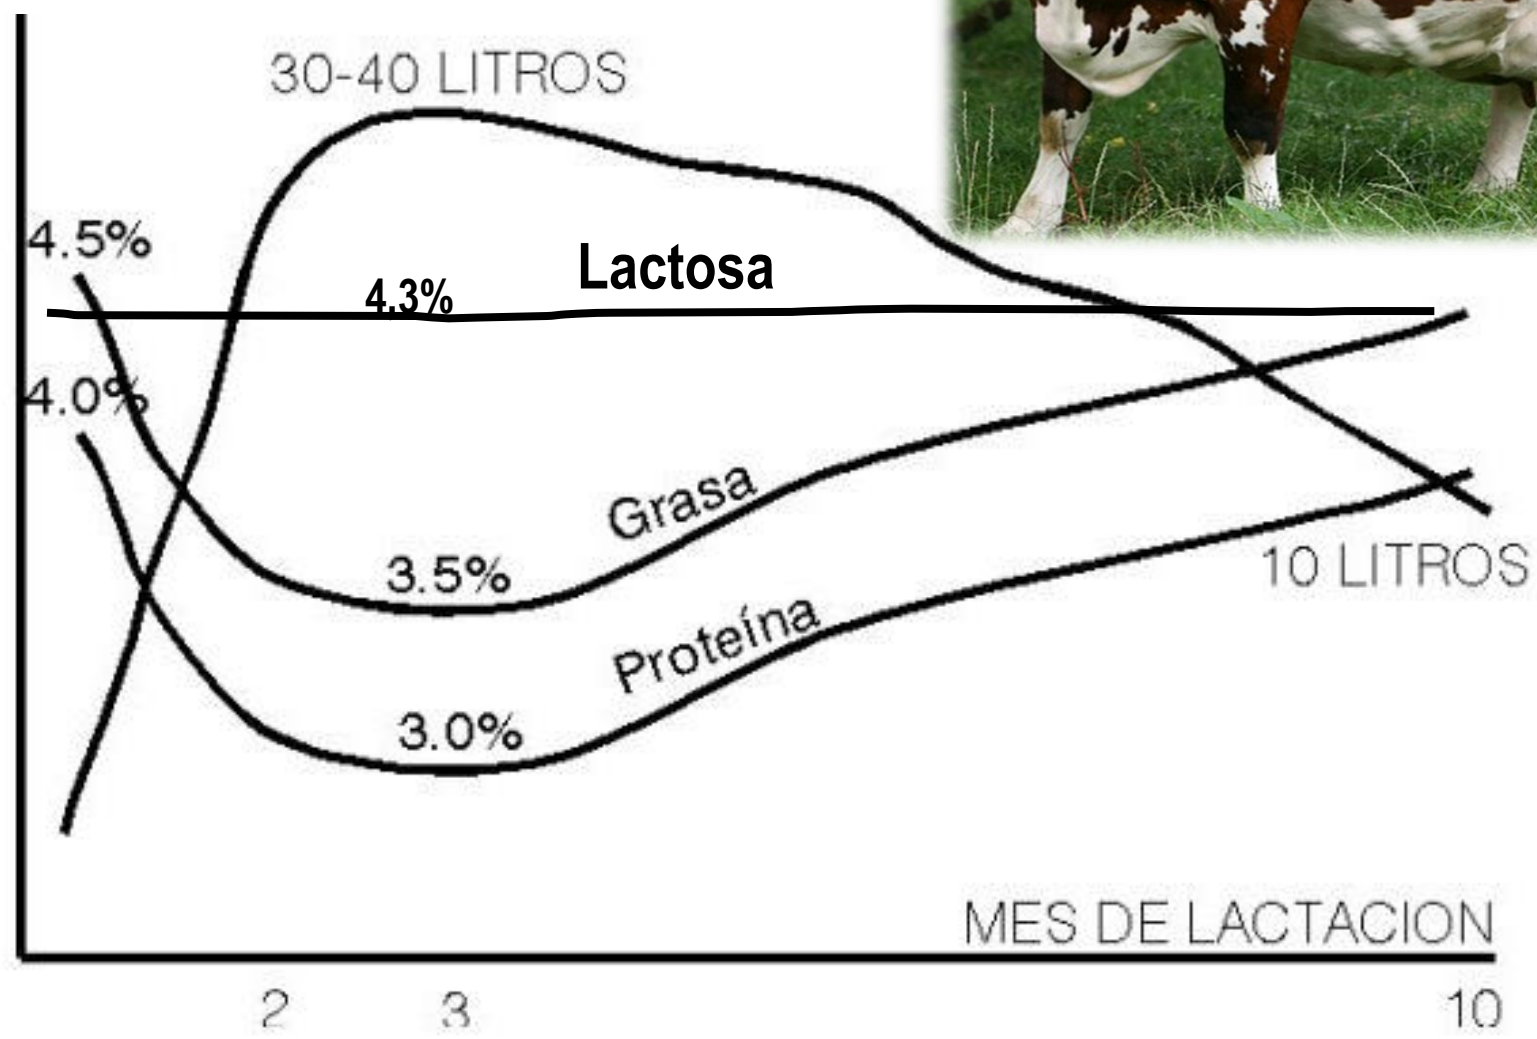 30-40 LITROS
4.5%
Lactosa
4.3%
4.0%
Grasa
3.5%
10 LITROS
Proteína
3.0%
MES DE LACTACION
2 3 10